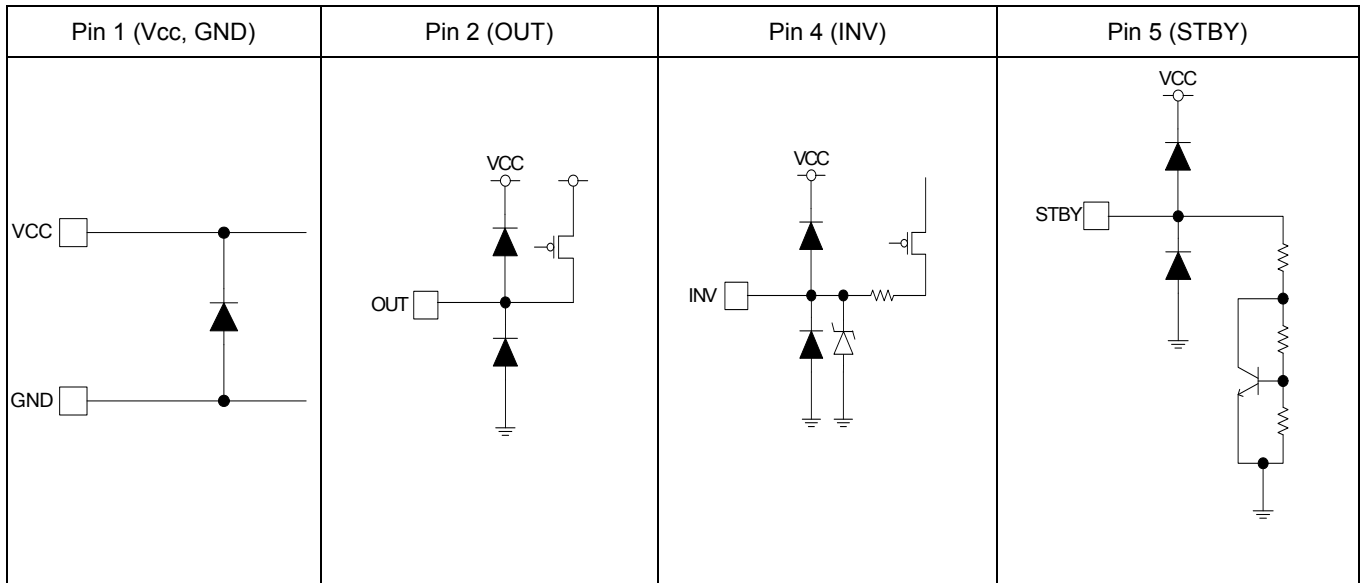 Pin 1 (Vcc, GND)
Pin 2 (OUT)
Pin 4 (INV)
Pin 5 (STBY)
VCC
GND
VCC
OUT
VCC
INV
VCC
STBY